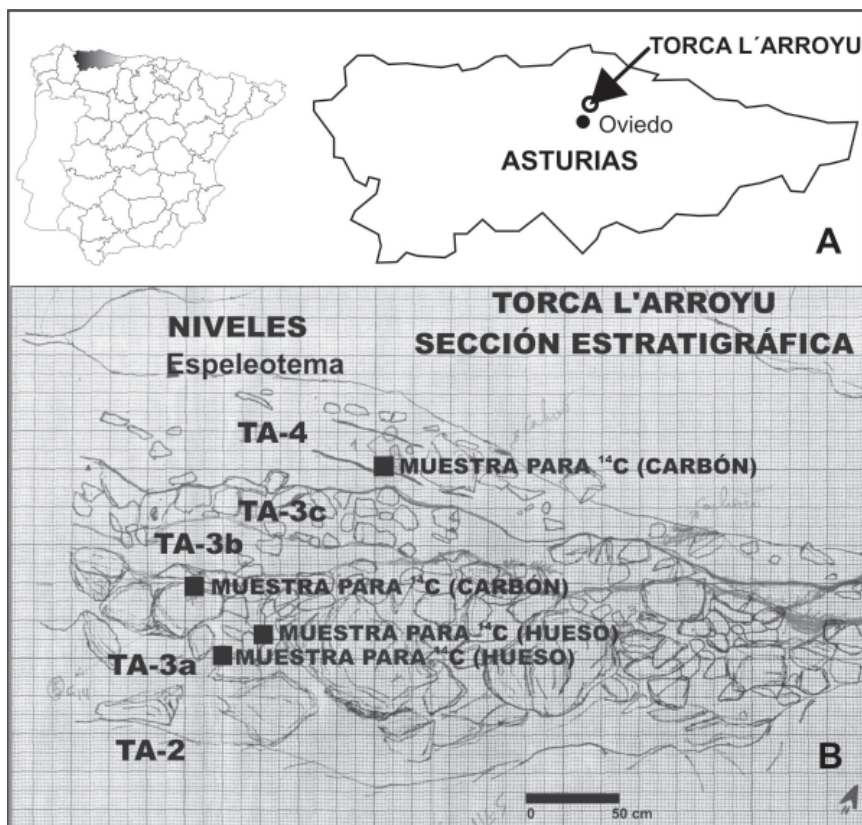 TORCA L´ARROYU
Oviedo
ASTURIAS
A
TORCA L'ARROYU
SECCIÓN ESTRATIGRÁFICA
NIVELES
Espeleotema
TA-4
MUESTRA PARA ¹⁴C (CARBÓN)
TA-3c
TA-3b
MUESTRA PARA ¹⁴C (CARBÓN)
MUESTRA PARA ¹⁴C (HUESO)
MUESTRA PARA ¹⁴C (HUESO)
TA-3a
TA-2
B
0 50 cm
N